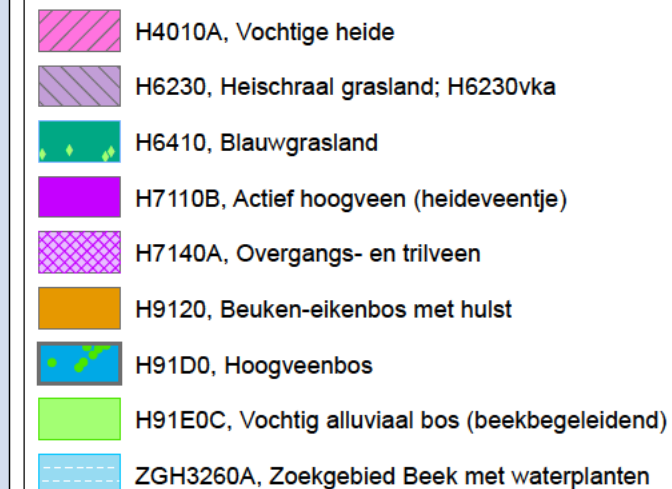 H4010A, Vochtige heide
H6230, Heischraal grasland; H6230vka
H6410, Blauwgrasland
H7110B, Actief hoogveen (heideveentje)
H7140A, Overgangs- en trilveen
H9120, Beuken-eikenbos met hulst
H91D0, Hoogveenbos
H91E0C, Vochtig alluviaal bos (beekbegeleidend)
ZGH3260A, Zoekgebied Beek met waterplanten